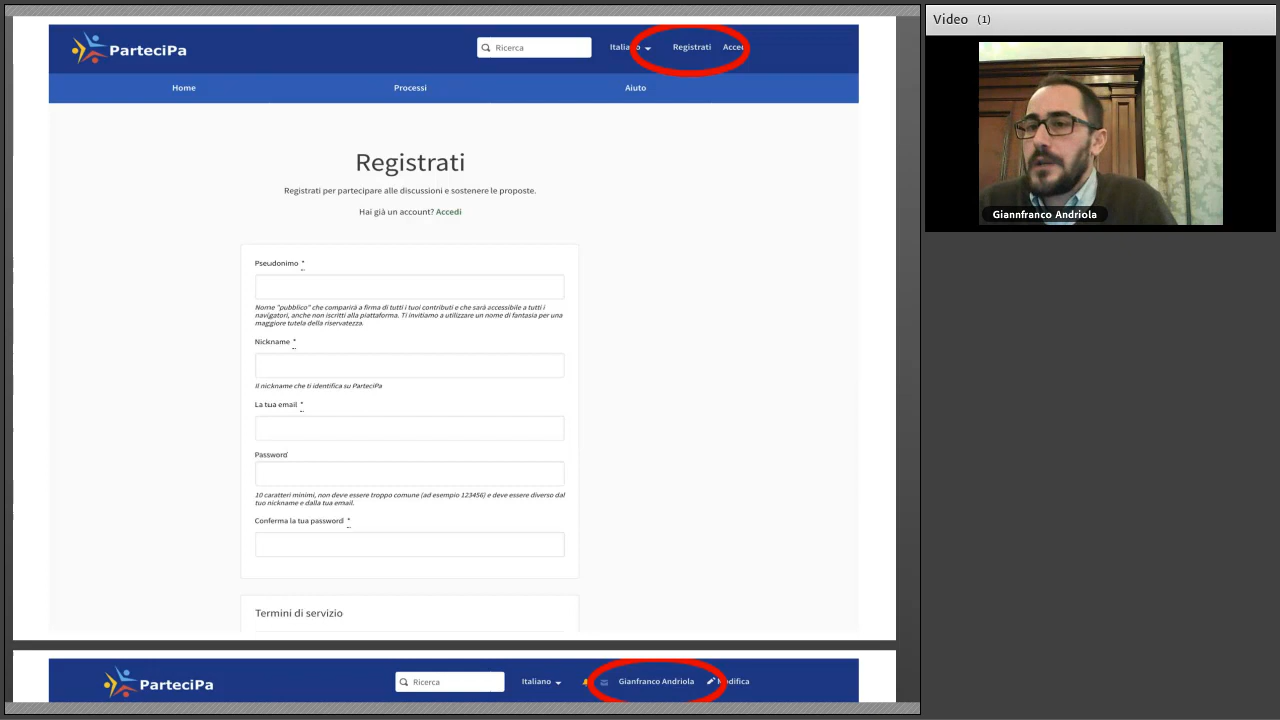 ParteciPa
Ricerca
Italiano
Registrati
Home
Processi
Aiuto
Registrati
Registrati per partecipare alle discussioni e sostenere le proposte.
Hai già un account? Accedi
Pseudonimo *
Nome "pubblico" che comparirà a firma di tutti i tuoi contributi e che sarà accessibile a tutti i
navigatori, anche non iscritti alla piattaforma. Ti invitiamo a utilizzare un nome di fantasia per una
maggiore tutela della riservatezza.
Nickname *
Il nickname che ti identifica su ParteciPa
La tua email *
Password
10 caratteri minimi, non deve essere troppo comune (ad esempio 123456) e deve essere diverso dal
tuo nickname e dalla tua email.
Conferma la tua password *
Termini di servizio
ParteciPa
Ricerca
Italiano
Gianfranco Andriola
Modifica
Video (1)
Giannfranco Andriola